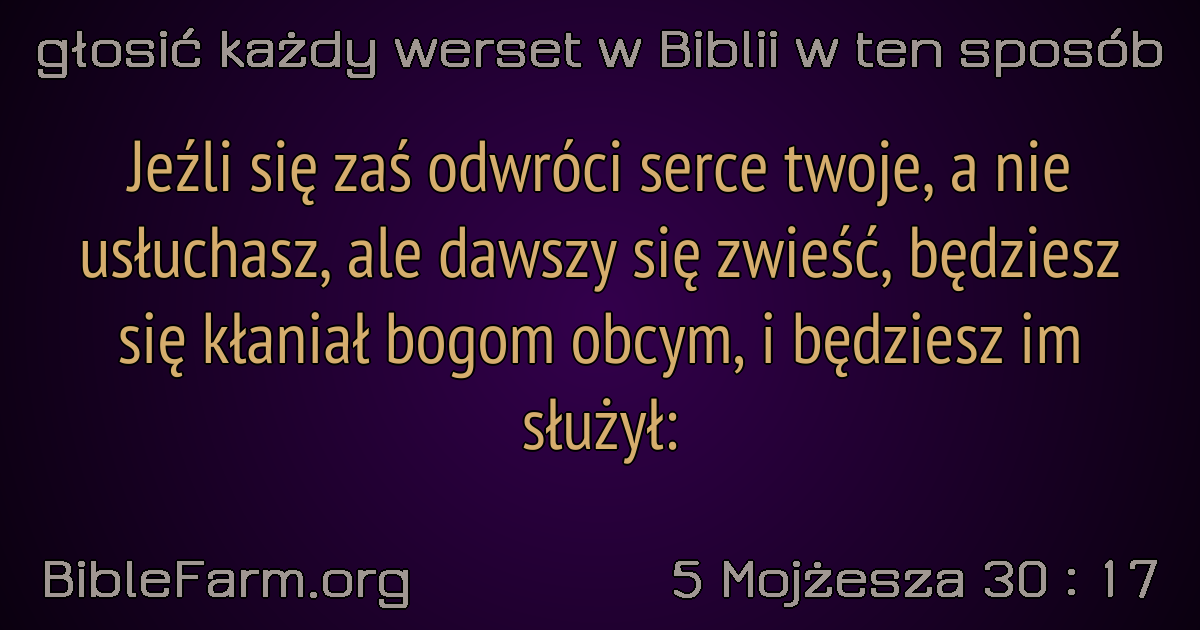 głosić każdy werset w Biblii w ten sposób
Jeźli się zaś odwróci serce twoje, a nie
usłuchasz, ale dawszy się zwieść, będziesz
się kłaniał bogom obcym, i będziesz im
służył:
BibleFarm.org
5 Mojżesza 30 : 17